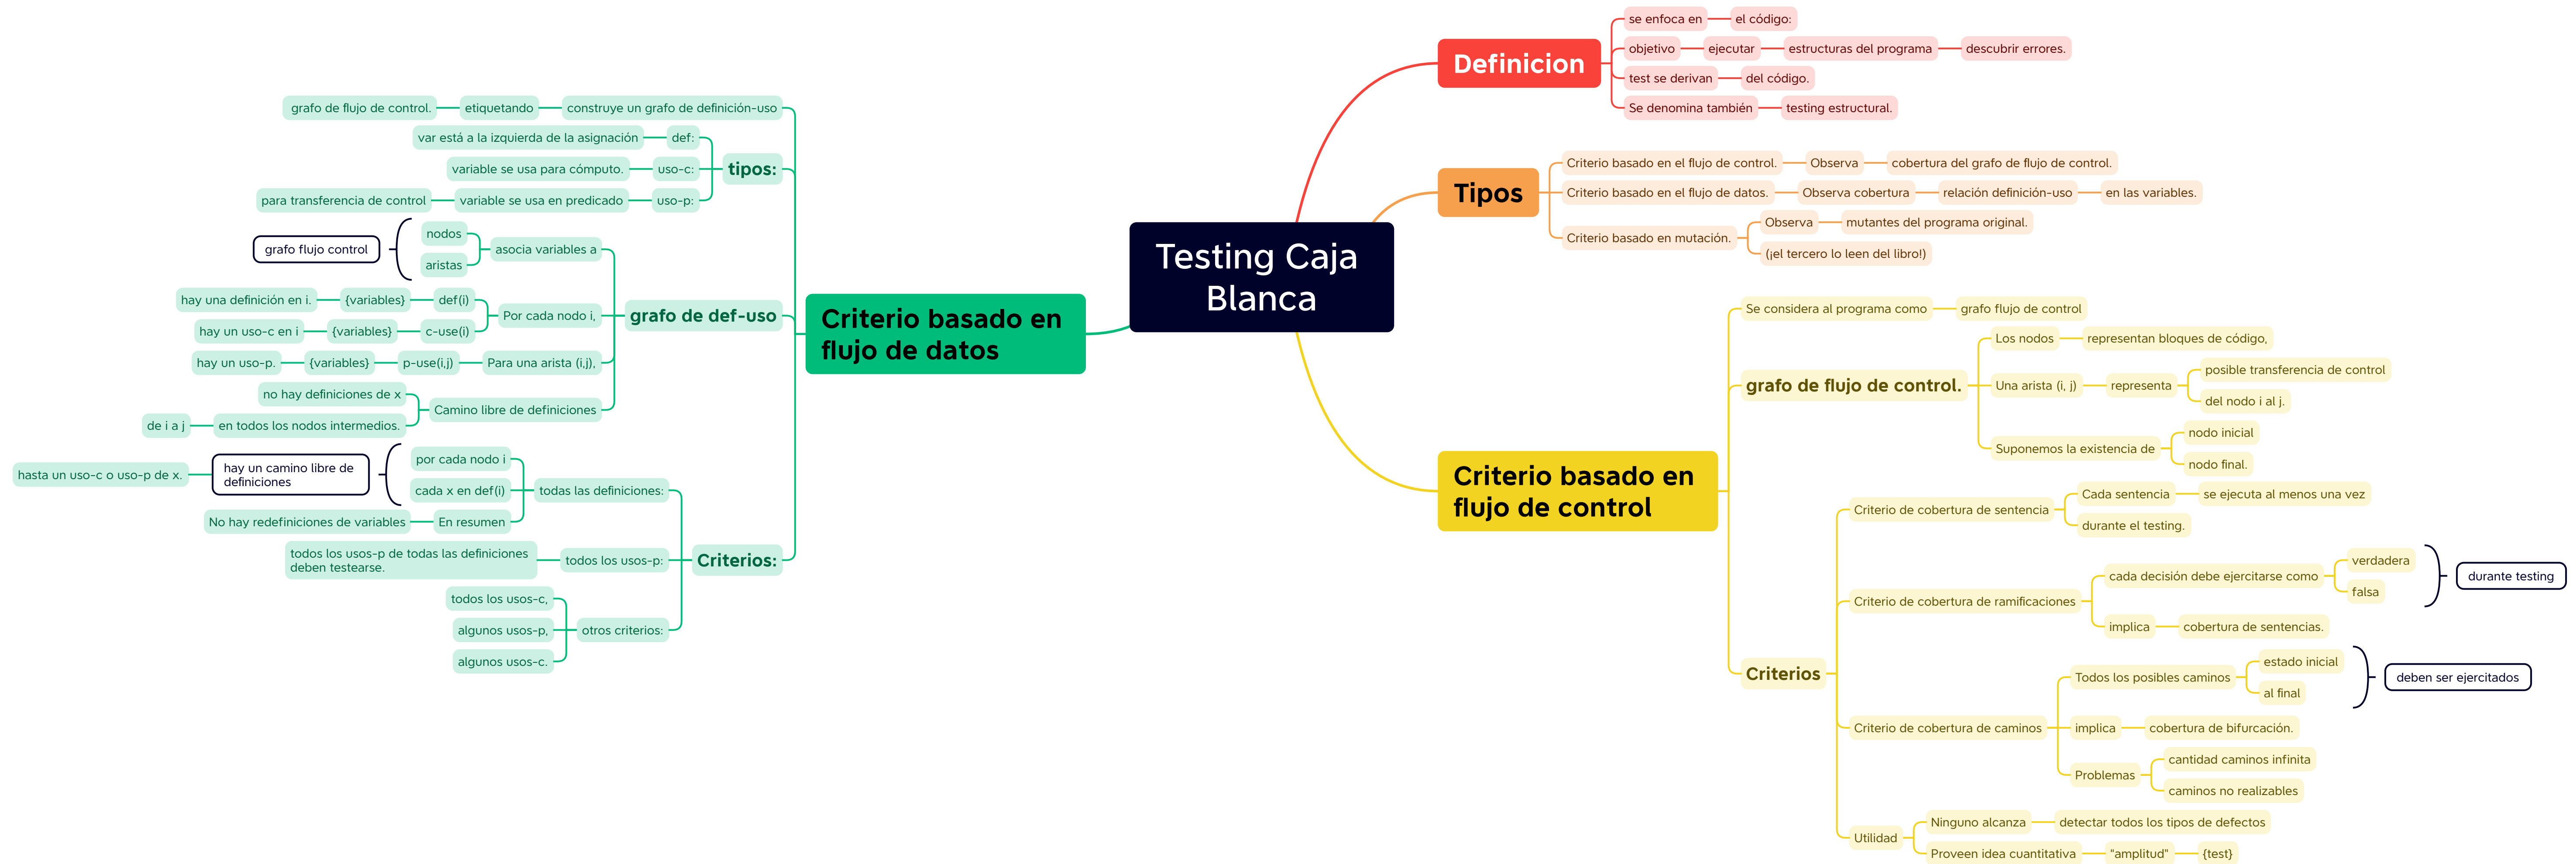 Testing Caja
Blanca
Definicion
se enfoca en
el código:
objetivo
ejecutar
estructuras del programa
descubrir errores.
test se derivan
del código.
Se denomina también
testing estructural.
Tipos
Criterio basado en el flujo de control.
Observa
cobertura del grafo de flujo de control.
Criterio basado en el flujo de datos.
Observa cobertura
relación definición-uso
en las variables.
Criterio basado en mutación.
Observa
mutantes del programa original.
(¡el tercero lo leen del libro!)
Criterio basado en
flujo de control
Se considera al programa como
grafo flujo de control
grafo de flujo de control.
Los nodos
representan bloques de código,
Una arista (i, j)
representa
posible transferencia de control
del nodo i al j.
Suponemos la existencia de
nodo inicial
nodo final.
Criterios
Criterio de cobertura de sentencia
Cada sentencia
se ejecuta al menos una vez
durante el testing.
Criterio de cobertura de ramificaciones
cada decisión debe ejercitarse como
verdadera
falsa
durante testing
implica
cobertura de sentencias.
Criterio de cobertura de caminos
Todos los posibles caminos
estado inicial
al final
deben ser ejercitados
implica
cobertura de bifurcación.
Problemas
cantidad caminos infinita
caminos no realizables
Utilidad
Ninguno alcanza
detectar todos los tipos de defectos
Proveen idea cuantitativa
"amplitud"
{test}
Criterio basado en
flujo de datos
construye un grafo de definición-uso
etiquetando
grafo de flujo de control.
tipos:
def:
var está a la izquierda de la asignación
uso-c:
variable se usa para cómputo.
uso-p:
variable se usa en predicado
para transferencia de control
grafo de def-uso
asocia variables a
nodos
aristas
grafo flujo control
Por cada nodo i,
def(i)
{variables}
hay una definición en i.
c-use(i)
{variables}
hay un uso-c en i
Para una arista (i,j),
p-use(i,j)
{variables}
hay un uso-p.
Camino libre de definiciones
no hay definiciones de x
en todos los nodos intermedios.
de i a j
Criterios:
todas las definiciones:
por cada nodo i
cada x en def(i)
hay un camino libre de
definiciones
hasta un uso-c o uso-p de x.
En resumen
No hay redefiniciones de variables
todos los usos-p:
todos los usos-p de todas las definiciones
deben testearse.
otros criterios:
todos los usos-c,
algunos usos-p,
algunos usos-c.